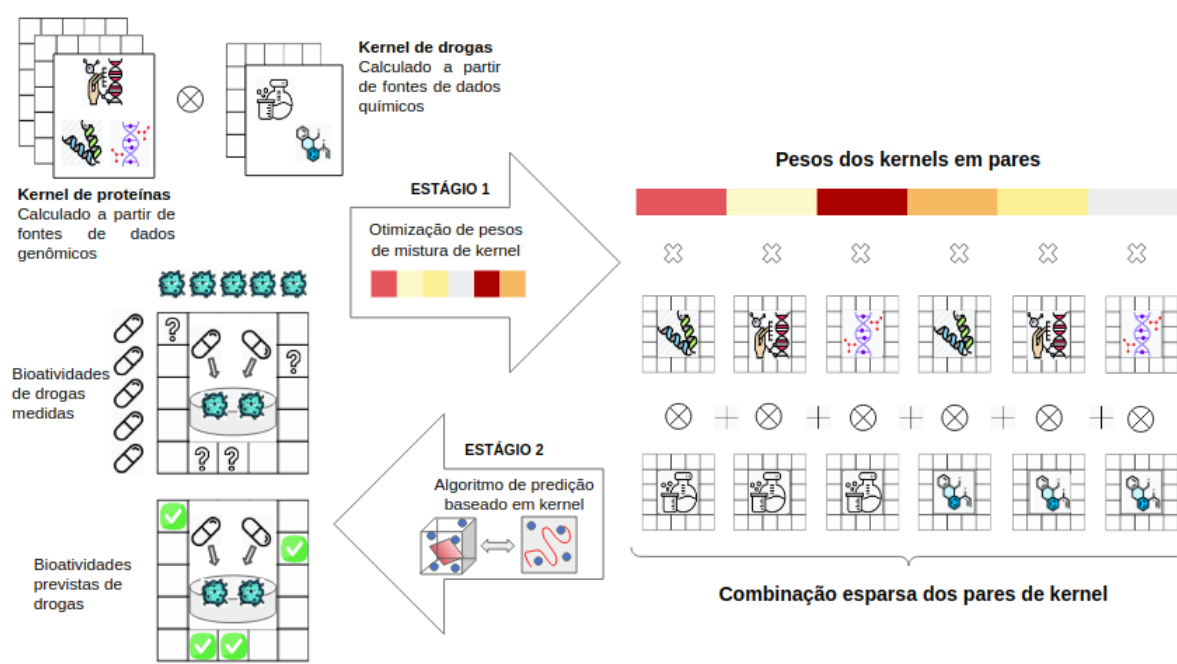 Kernel de drogas
Calculado a partir
de fontes de dados
químicos
Kernel de proteínas
Calculado a partir de
fontes de dados
genômicos
ESTÁGIO 1
Otimização de pesos
de mistura de kernel
Pesos dos kernels em pares
Bioatividades
de drogas
medidas
?
?
? ?
ESTÁGIO 2
Algoritmo de predição
baseado em kernel
Bioatividades
previstas de
drogas
Combinação esparsa dos pares de kernel